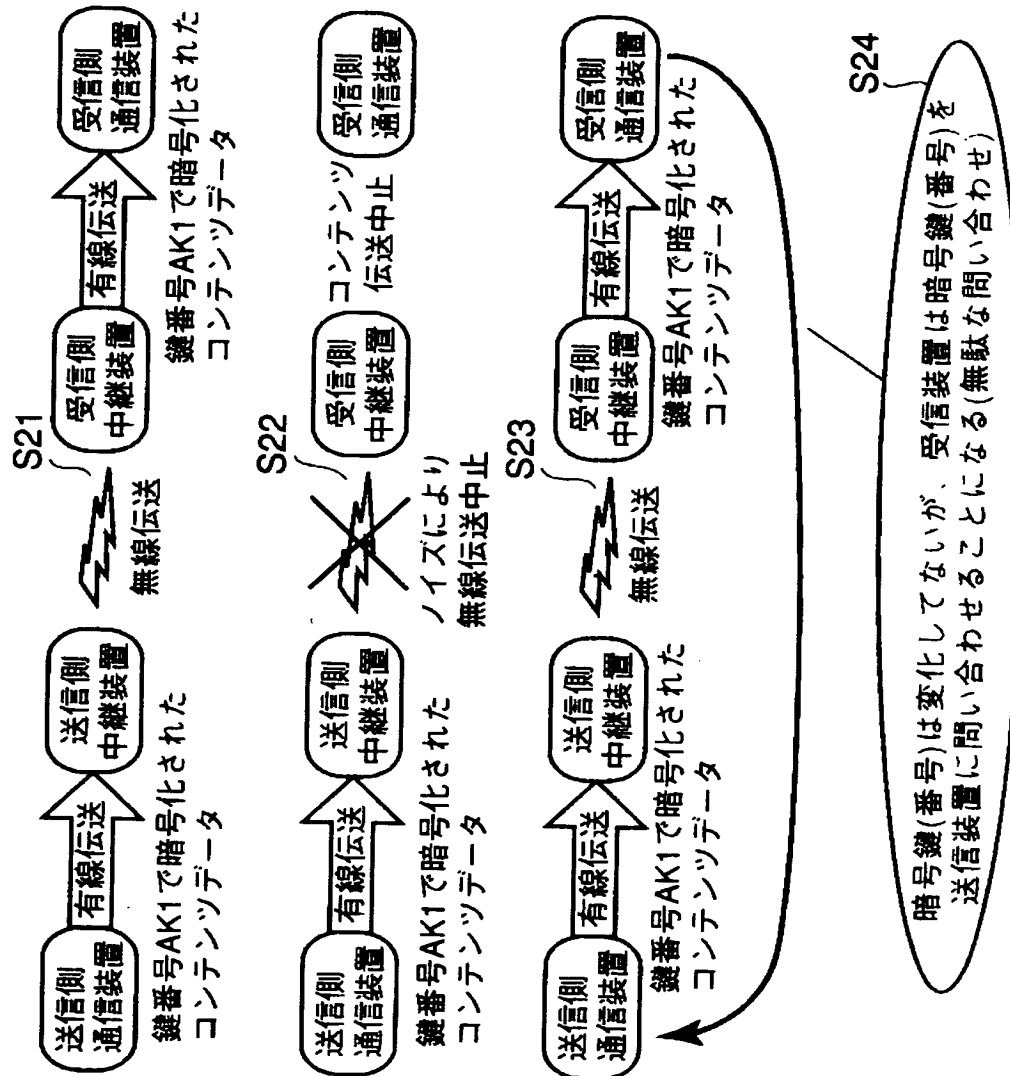 S21
送信側
通信装置
有線伝送
送信側
中継装置
無線伝送
受信側
中継装置
有線伝送
受信側
通信装置
鍵番号AK1で暗号化された
コンテンツデータ
鍵番号AK1で暗号化された
コンテンツデータ
S22
送信側
通信装置
有線伝送
送信側
中継装置
ノイズにより
無線伝送中止
受信側
中継装置
コンテンツ
伝送中止
受信側
通信装置
鍵番号AK1で暗号化された
コンテンツデータ
S23
送信側
通信装置
有線伝送
送信側
中継装置
無線伝送
受信側
中継装置
有線伝送
受信側
通信装置
鍵番号AK1で暗号化された
コンテンツデータ
鍵番号AK1で暗号化された
コンテンツデータ
S24
暗号鍵(番号)は変化してないが、受信装置は暗号鍵(番号)を
送信装置に問い合わせることになる(無駄な問い合わせ)